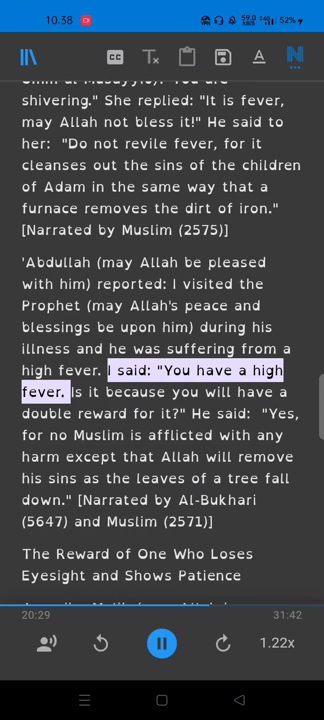 10.38
59.0
KB/S
52%
CC
N
shivering." She replied: "It is fever,
may Allah not bless it!" He said to
her:  "Do not revile fever, for it
cleanses out the sins of the children
of Adam in the same way that a
furnace removes the dirt of iron."
[Narrated by Muslim (2575)]
'Abdullah (may Allah be pleased
with him) reported: I visited the
Prophet (may Allah's peace and
blessings be upon him) during his
illness and he was suffering from a
high fever. I said: "You have a high
fever. Is it because you will have a
double reward for it?" He said:  "Yes,
for no Muslim is afflicted with any
harm except that Allah will remove
his sins as the leaves of a tree fall
down." [Narrated by Al-Bukhari
(5647) and Muslim (2571)]
The Reward of One Who Loses
Eyesight and Shows Patience
20:29
31:42
1.22x